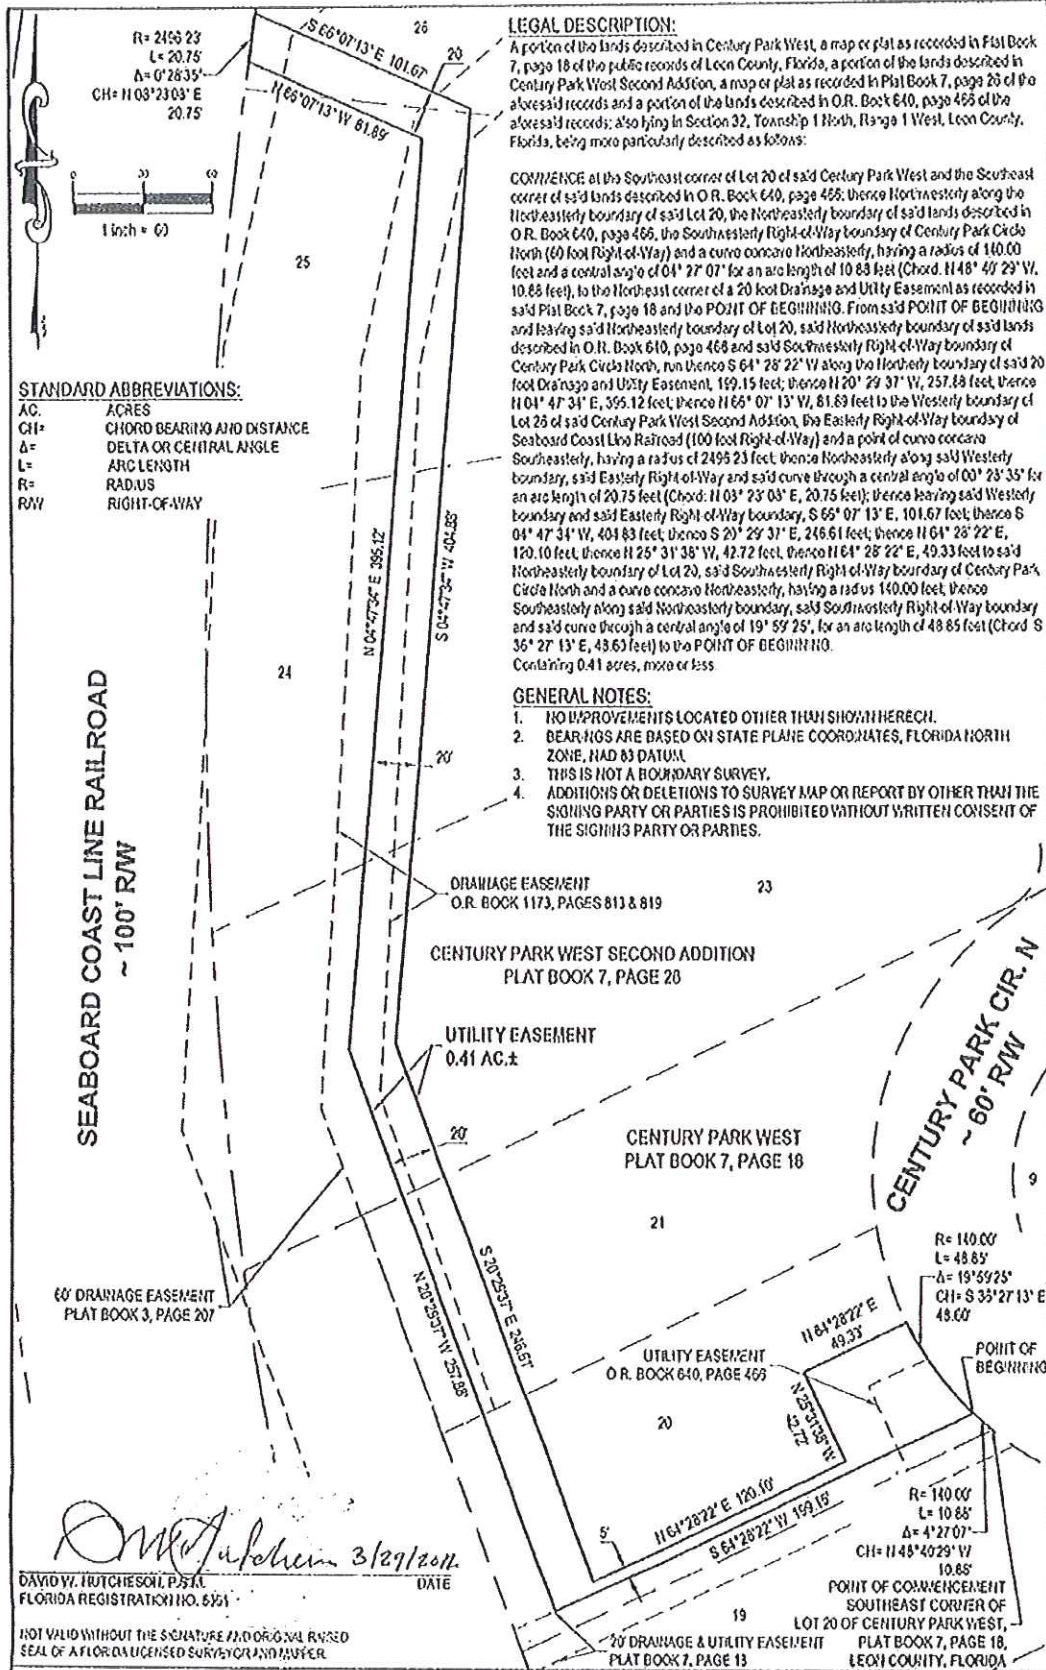 R= 2496.23'
L= 20.75'
Δ= 0°28'35"
CH= N 03°23'03" E
20.75'
S 66°07'13" E 101.67'
N 66°07'13" W 81.89'
26
20
0 30 60
1 inch = 60
25
STANDARD ABBREVIATIONS:
AC. ACRES
CH= CHORD BEARING AND DISTANCE
Δ= DELTA OR CENTRAL ANGLE
L= ARC LENGTH
R= RADIUS
R/W RIGHT-OF-WAY
LEGAL DESCRIPTION:
A portion of the lands described in Century Park West, a map or plat as recorded in Plat Book
7, page 18 of the public records of Leon County, Florida, a portion of the lands described in
Century Park West Second Addition, a map or plat as recorded in Plat Book 7, page 26 of the
aforesaid records and a portion of the lands described in O.R. Book 640, page 466 of the
aforesaid records; also lying in Section 32, Township 1 North, Range 1 West, Leon County,
Florida, being more particularly described as follows:
COMMENCE at the Southeast corner of Lot 20 of said Century Park West and the Southeast
corner of said lands described in O.R. Book 640, page 466; thence Northwesterly along the
Northeasterly boundary of said Lot 20, the Northeasterly boundary of said lands described in
O.R. Book 640, page 466, the Southwesterly Right-of-Way boundary of Century Park Circle
North (60 foot Right-of-Way) and a curve concave Northeasterly, having a radius of 140.00
feet and a central angle of 04° 27' 07" for an arc length of 10.88 feet (Chord. N 48° 40' 29" W,
10.88 feet), to the Northeast corner of a 20 foot Drainage and Utility Easement as recorded in
said Plat Book 7, page 18 and the POINT OF BEGINNING. From said POINT OF BEGINNING
and leaving said Northeasterly boundary of Lot 20, said Northeasterly boundary of said lands
described in O.R. Book 640, page 466 and said Southwesterly Right-of-Way boundary of
Century Park Circle North, run thence S 64° 28' 22" W along the Northerly boundary of said 20
foot Drainage and Utility Easement, 199.15 feet; thence N 20° 29' 37" W, 257.88 feet; thence
N 04° 47' 34" E, 395.12 feet; thence N 66° 07' 13" W, 81.89 feet to the Westerly boundary of
Lot 26 of said Century Park West Second Addition, the Easterly Right-of-Way boundary of
Seaboard Coast Line Railroad (100 foot Right-of-Way) and a point of curve concave
Southeasterly, having a radius of 2496.23 feet; thence Northeasterly along said Westerly
boundary, said Easterly Right-of-Way and said curve through a central angle of 00° 28' 35" for
an arc length of 20.75 feet (Chord: N 03° 23' 03" E, 20.75 feet); thence leaving said Westerly
boundary and said Easterly Right-of-Way boundary, S 66° 07' 13" E, 101.67 feet; thence S
04° 47' 34" W, 404.83 feet; thence S 20° 29' 37" E, 246.61 feet; thence N 64° 28' 22" E,
120.10 feet, thence N 25° 31' 38" W, 42.72 feet, thence N 64° 28' 22" E, 49.33 feet to said
Northeasterly boundary of Lot 20, said Southwesterly Right-of-Way boundary of Century Park
Circle North and a curve concave Northeasterly, having a radius 140.00 feet; thence
Southeasterly along said Northeasterly boundary, said Southwesterly Right-of-Way boundary
and said curve through a central angle of 19° 59' 25", for an arc length of 48.85 feet (Chord S
36° 27' 13" E, 48.60 feet) to the POINT OF BEGINNING.
Containing 0.41 acres, more or less
GENERAL NOTES:
1. NO IMPROVEMENTS LOCATED OTHER THAN SHOWN HEREON.
2. BEARINGS ARE BASED ON STATE PLANE COORDINATES, FLORIDA NORTH
ZONE, NAD 83 DATUM.
3. THIS IS NOT A BOUNDARY SURVEY.
4. ADDITIONS OR DELETIONS TO SURVEY MAP OR REPORT BY OTHER THAN THE
SIGNING PARTY OR PARTIES IS PROHIBITED WITHOUT WRITTEN CONSENT OF
THE SIGNING PARTY OR PARTIES.
N 04°47'34" E 395.12'
S 04°47'34" W 404.83'
24
20'
SEABOARD COAST LINE RAILROAD
~ 100' R/W
DRAINAGE EASEMENT
O.R. BOOK 1173, PAGES 813 & 819
23
CENTURY PARK WEST SECOND ADDITION
PLAT BOOK 7, PAGE 26
UTILITY EASEMENT
0.41 AC.±
20'
CENTURY PARK CIR. N
~ 60' R/W
CENTURY PARK WEST
PLAT BOOK 7, PAGE 18
9
21
60' DRAINAGE EASEMENT
PLAT BOOK 3, PAGE 207
N 20°29'37" W 257.88'
S 20°29'37" E 246.61'
R= 140.00'
L= 48.85'
Δ= 19°59'25"
CH= S 36°27'13" E
48.60'
N 64°28'22" E
49.33'
POINT OF
BEGINNING
UTILITY EASEMENT
O.R. BOOK 640, PAGE 466
N 25°31'38" W
42.72'
20
N 64°28'22" E 120.10'
S 64°28'22" W 199.15'
5'
R= 140.00'
L= 10.88'
Δ= 4°27'07"
CH= N 48°40'29" W
10.88'
POINT OF COMMENCEMENT
SOUTHEAST CORNER OF
LOT 20 OF CENTURY PARK WEST,
PLAT BOOK 7, PAGE 18,
LEON COUNTY, FLORIDA
19
20' DRAINAGE & UTILITY EASEMENT
PLAT BOOK 7, PAGE 18
3/29/2011
DAVID W. HUTCHESON, P.S.M. DATE
FLORIDA REGISTRATION NO.
NOT VALID WITHOUT THE SIGNATURE AND ORIGINAL RAISED
SEAL OF A FLORIDA LICENSED SURVEYOR AND MAPPER.